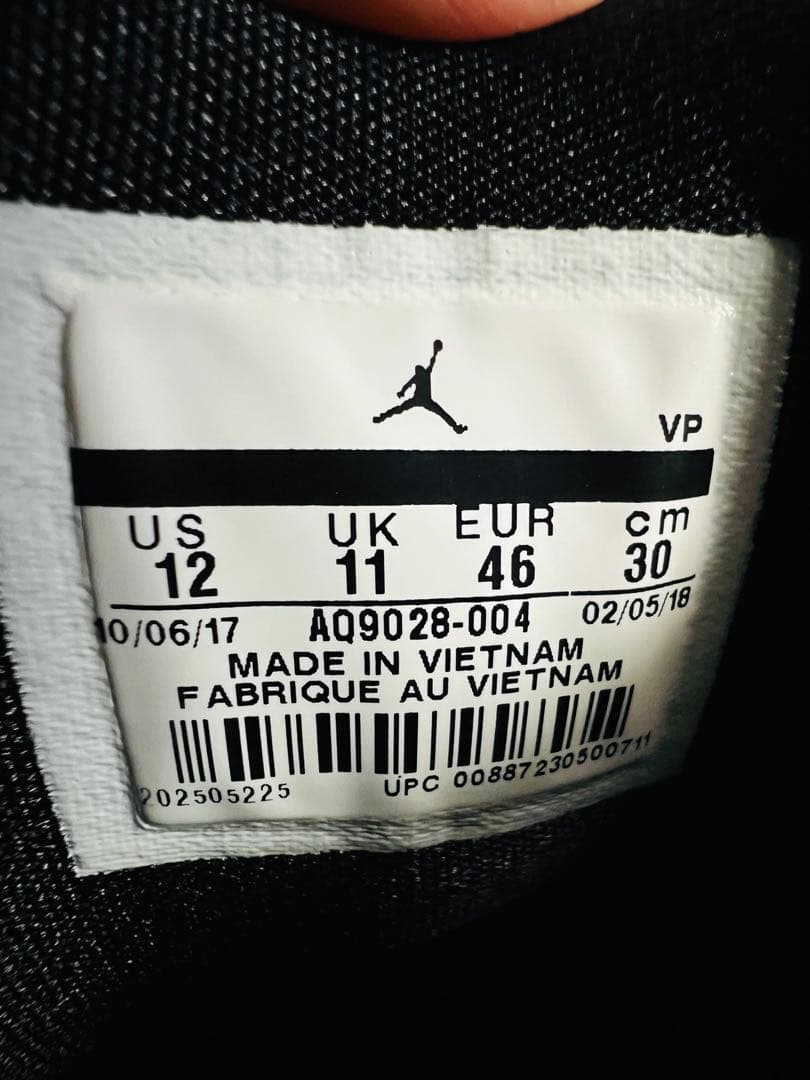 VP
US UK EUR cm
12 11 46 30
10/06/17 AQ9028-004 02/05/18
MADE IN VIETNAM
FABRIQUE AU VIETNAM
202505225 UPC 00887230500711